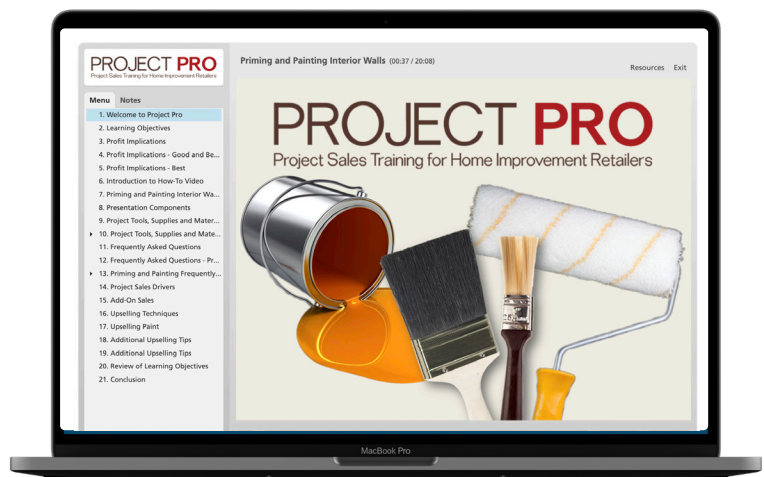 PROJECT PRO
Project Sales Training for Home Improvement Retailers
Priming and Painting Interior Walls (00:37 / 20:08)
Resources Exit
Menu Notes
1. Welcome to Project Pro
2. Learning Objectives
3. Profit Implications
4. Profit Implications - Good and Be...
5. Profit Implications - Best
6. Introduction to How-To Video
7. Priming and Painting Interior Wa...
8. Presentation Components
9. Project Tools, Supplies and Mater...
10. Project Tools, Supplies and Mate...
11. Frequently Asked Questions
12. Frequently Asked Questions - Pr...
13. Priming and Painting Frequently...
14. Project Sales Drivers
15. Add-On Sales
16. Upselling Techniques
17. Upselling Paint
18. Additional Upselling Tips
19. Additional Upselling Tips
20. Review of Learning Objectives
21. Conclusion
PROJECT PRO
Project Sales Training for Home Improvement Retailers
MacBook Pro